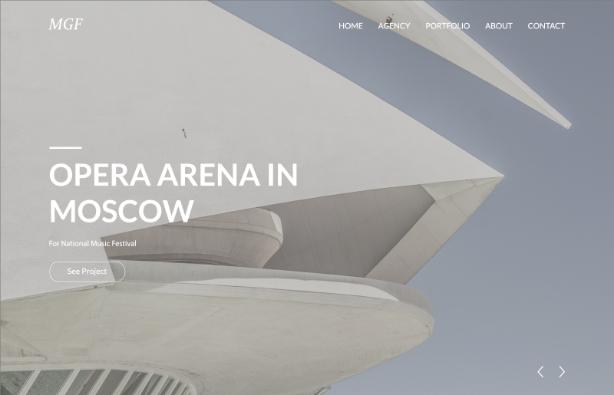 MGF
HOME AGENCY PORTFOLIO ABOUT CONTACT
OPERA ARENA IN
MOSCOW
For National Music Festival
See Project